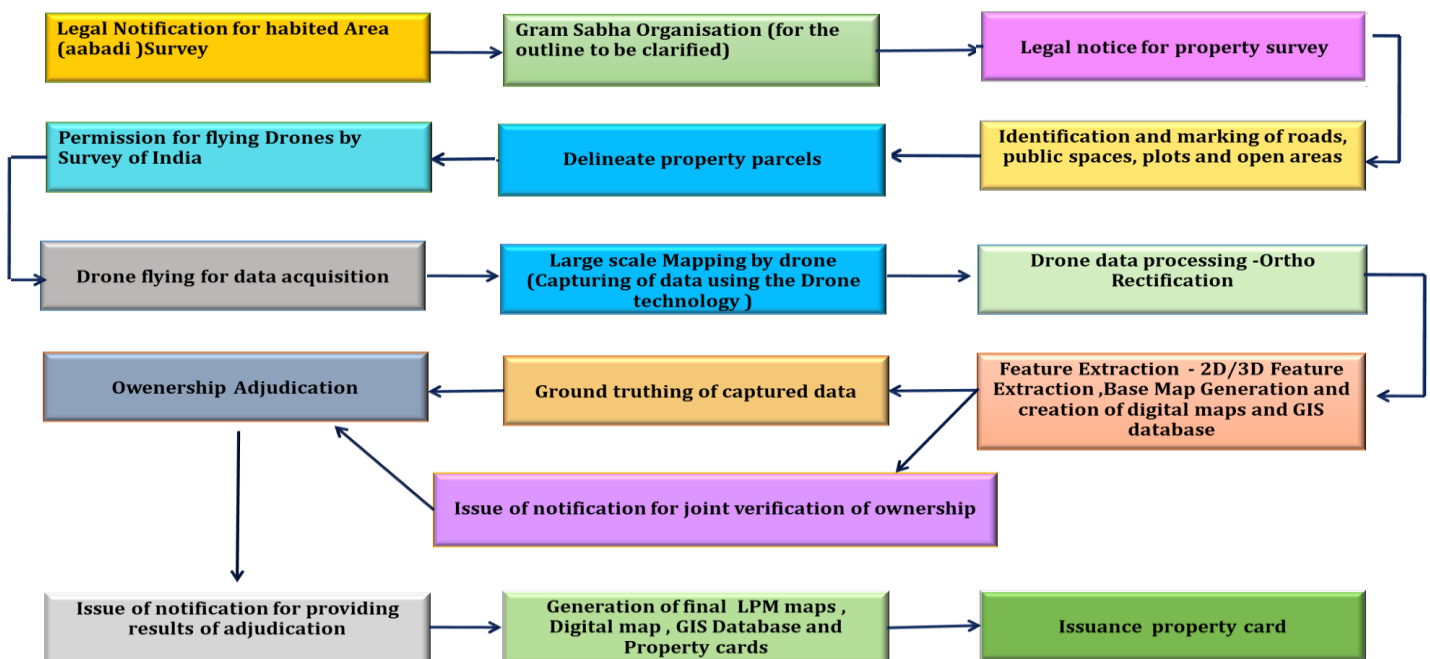 Legal Notification for habited Area
(aabadi )Survey
Gram Sabha Organisation (for the
outline to be clarified)
Legal notice for property survey
Identification and marking of roads,
public spaces, plots and open areas
Delineate property parcels
Permission for flying Drones by
Survey of India
Drone flying for data acquisition
Large scale Mapping by drone
(Capturing of data using the Drone
technology )
Drone data processing -Ortho
Rectification
Feature Extraction - 2D/3D Feature
Extraction ,Base Map Generation and
creation of digital maps and GIS
database
Ground truthing of captured data
Owenership Adjudication
Issue of notification for joint verification of ownership
Issue of notification for providing
results of adjudication
Generation of final LPM maps ,
Digital map , GIS Database and
Property cards
Issuance property card